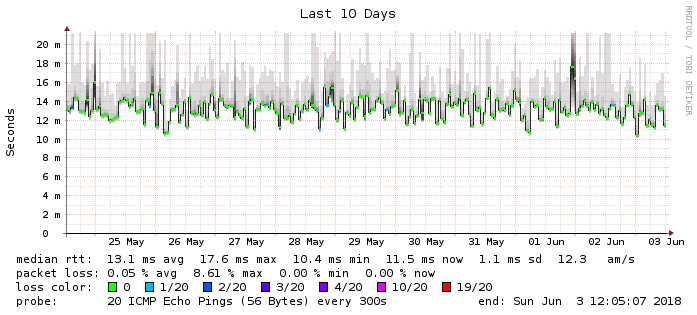 Last 10 Days
RRDTOOL / TOBI OETIKER
Seconds
20 m
18 m
16 m
14 m
12 m
10 m
8 m
6 m
4 m
2 m
0
25 May 26 May 27 May 28 May 29 May 30 May 31 May 01 Jun 02 Jun 03 Jun
median rtt: 13.1 ms avg 17.6 ms max 10.4 ms min 11.5 ms now 1.1 ms sd 12.3 am/s
packet loss: 0.05 % avg 8.61 % max 0.00 % min 0.00 % now
loss color: 0 1/20 2/20 3/20 4/20 10/20 19/20
probe: 20 ICMP Echo Pings (56 Bytes) every 300s end: Sun Jun 3 12:05:07 2018